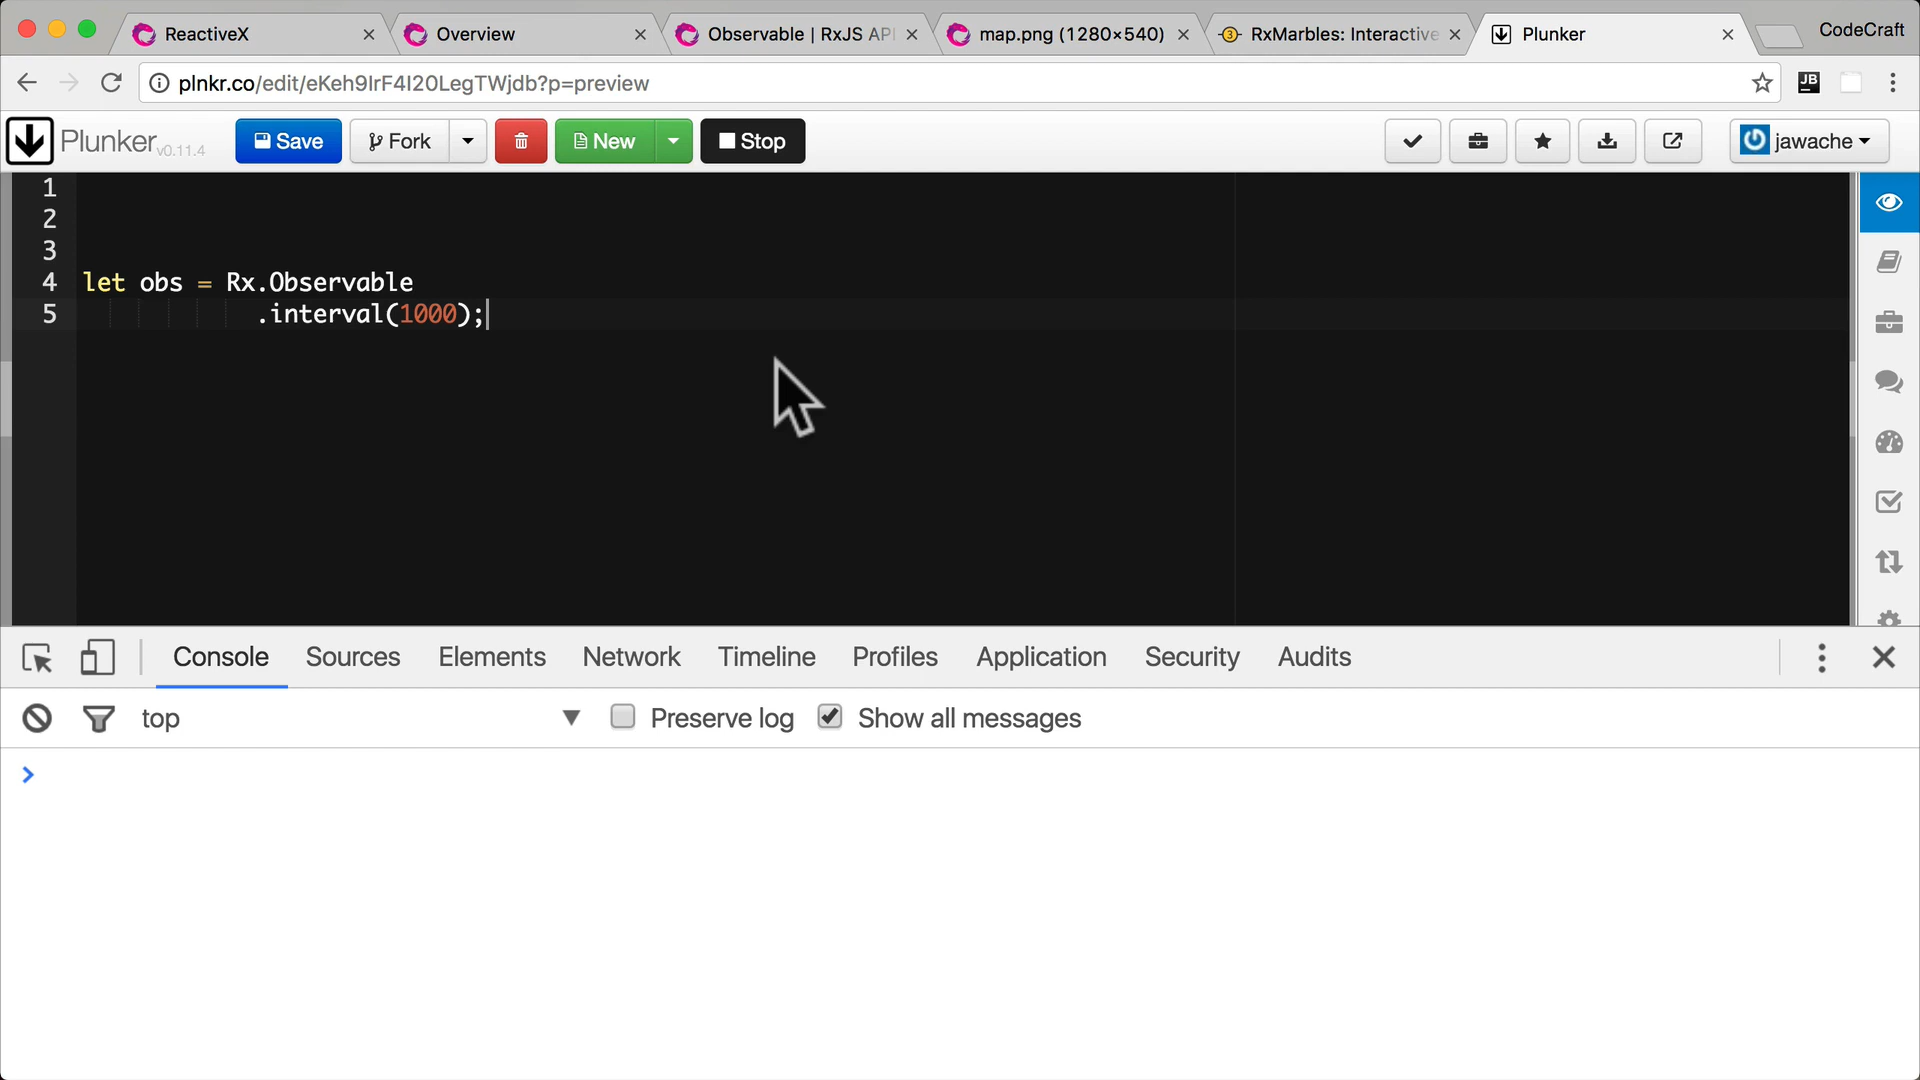 ReactiveX
Overview
Observable | RxJS API
map.png (1280×540)
RxMarbles: Interactive
Plunker
CodeCraft
plnkr.co/edit/eKeh9IrF4I20LegTWjdb?p=preview
JB
Plunker v0.11.4
Save
Fork
New
Stop
jawache
1
2
3
4 let obs = Rx.Observable
5 .interval(1000);
Console Sources Elements Network Timeline Profiles Application Security Audits
top
Preserve log
Show all messages